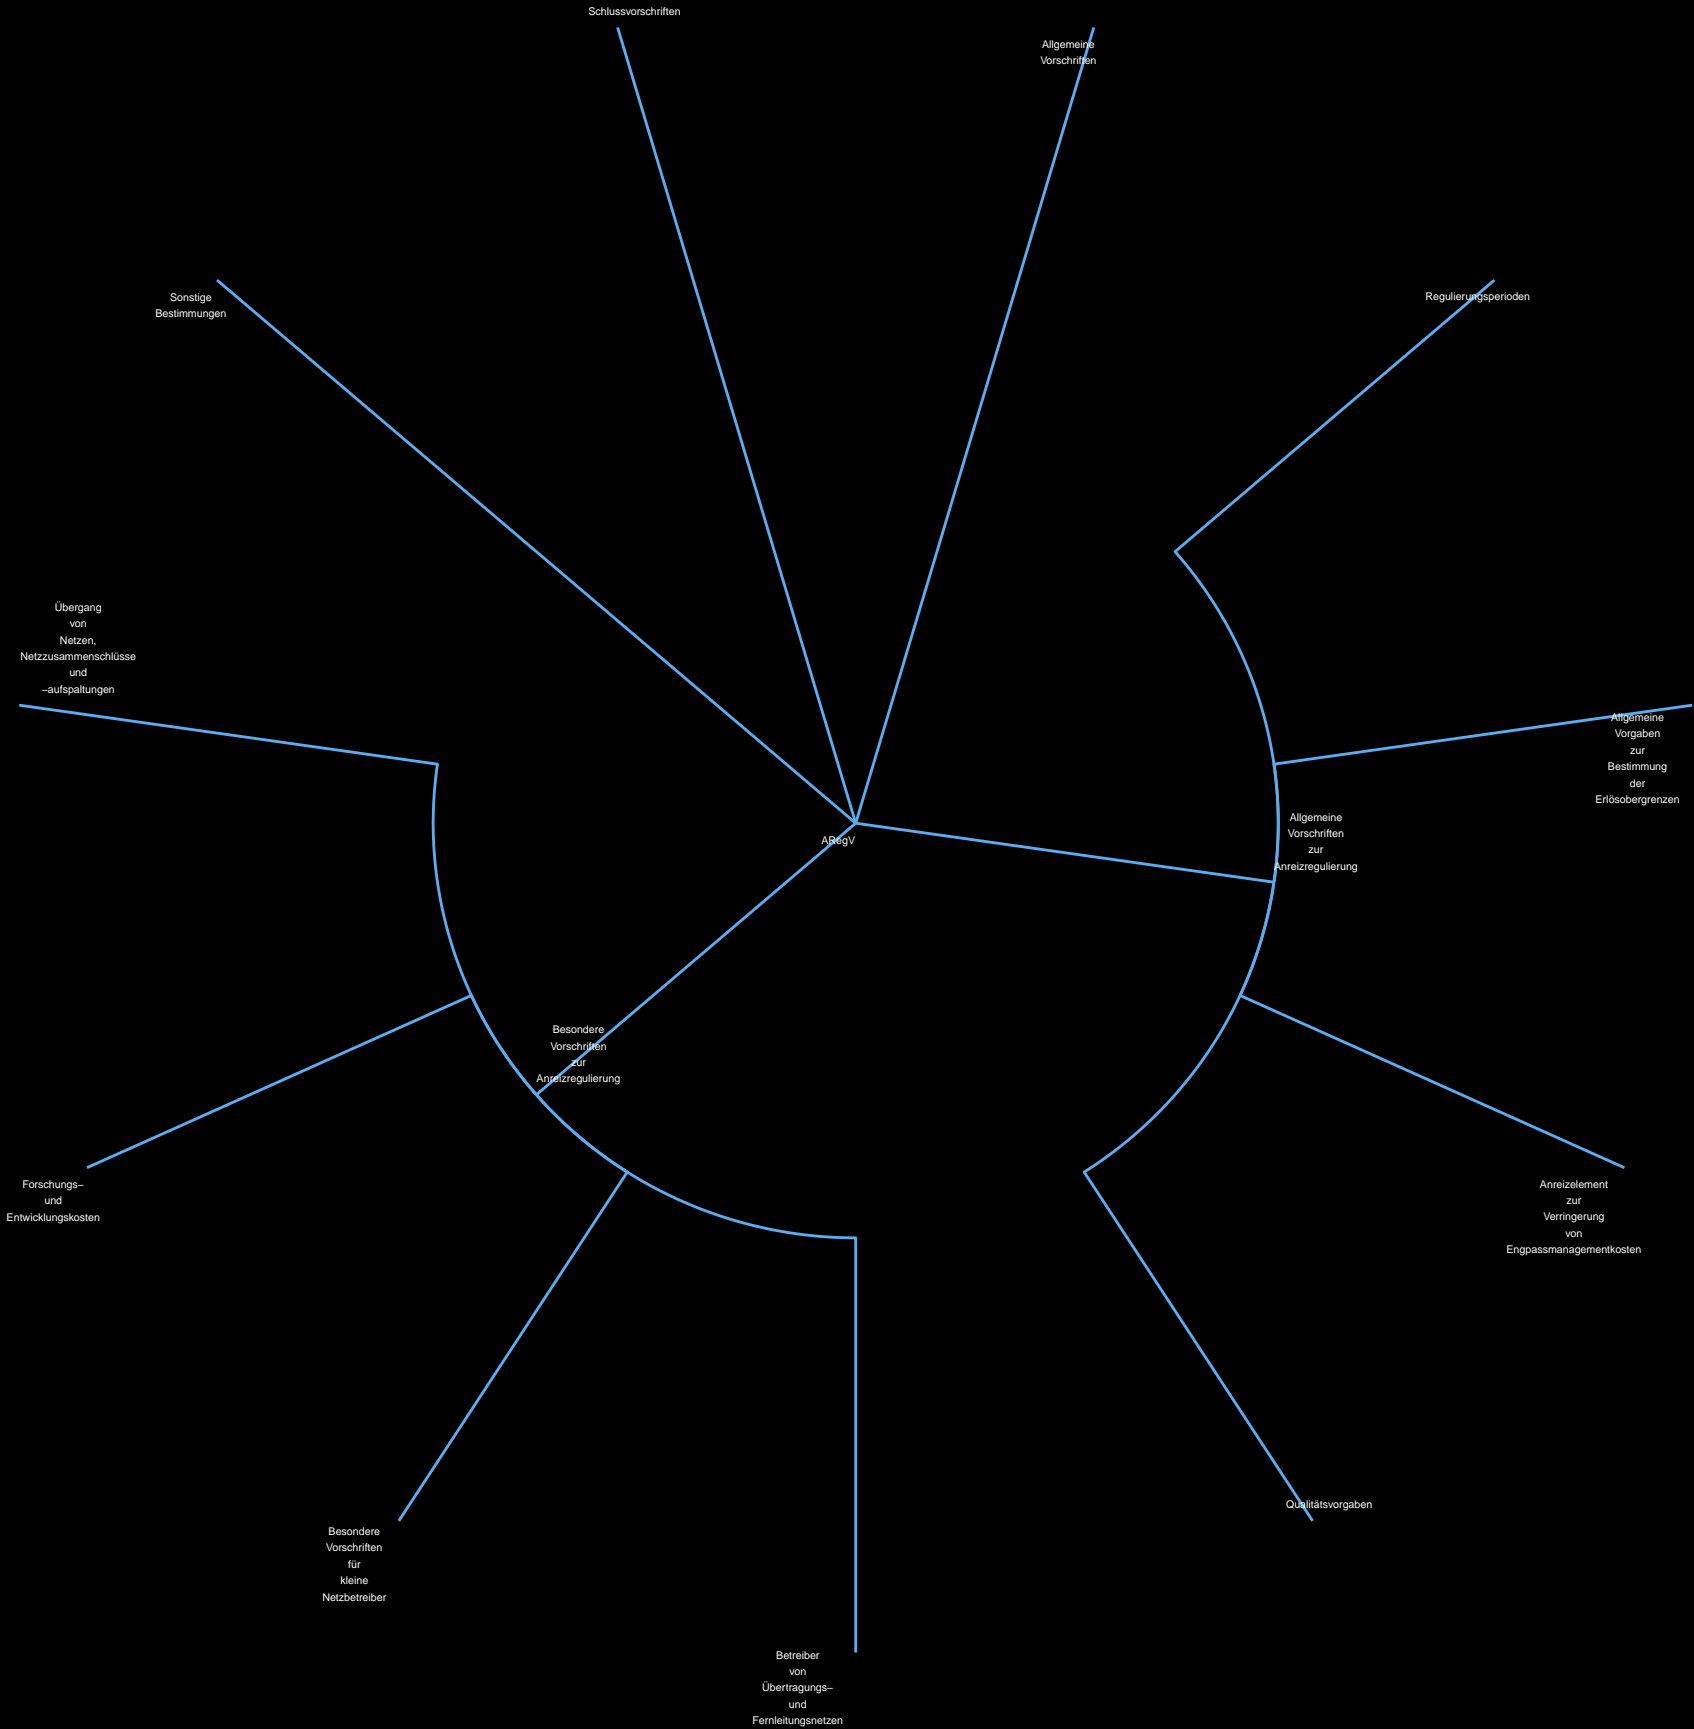 Schlussvorschriften
Allgemeine
Vorschriften
Sonstige
Bestimmungen
Regulierungsperioden
Übergang
von
Netzen,
Netzzusammenschlüsse
und
–aufspaltungen
Allgemeine
Vorgaben
zur
Bestimmung
der
Erlösobergrenzen
ARegV
Allgemeine
Vorschriften
zur
Anreizregulierung
Besondere
Vorschriften
zur
Anreizregulierung
Forschungs–
und
Entwicklungskosten
Anreizelement
zur
Verringerung
von
Engpassmanagementkosten
Qualitätsvorgaben
Besondere
Vorschriften
für
kleine
Netzbetreiber
Betreiber
von
Übertragungs–
und
Fernleitungsnetzen